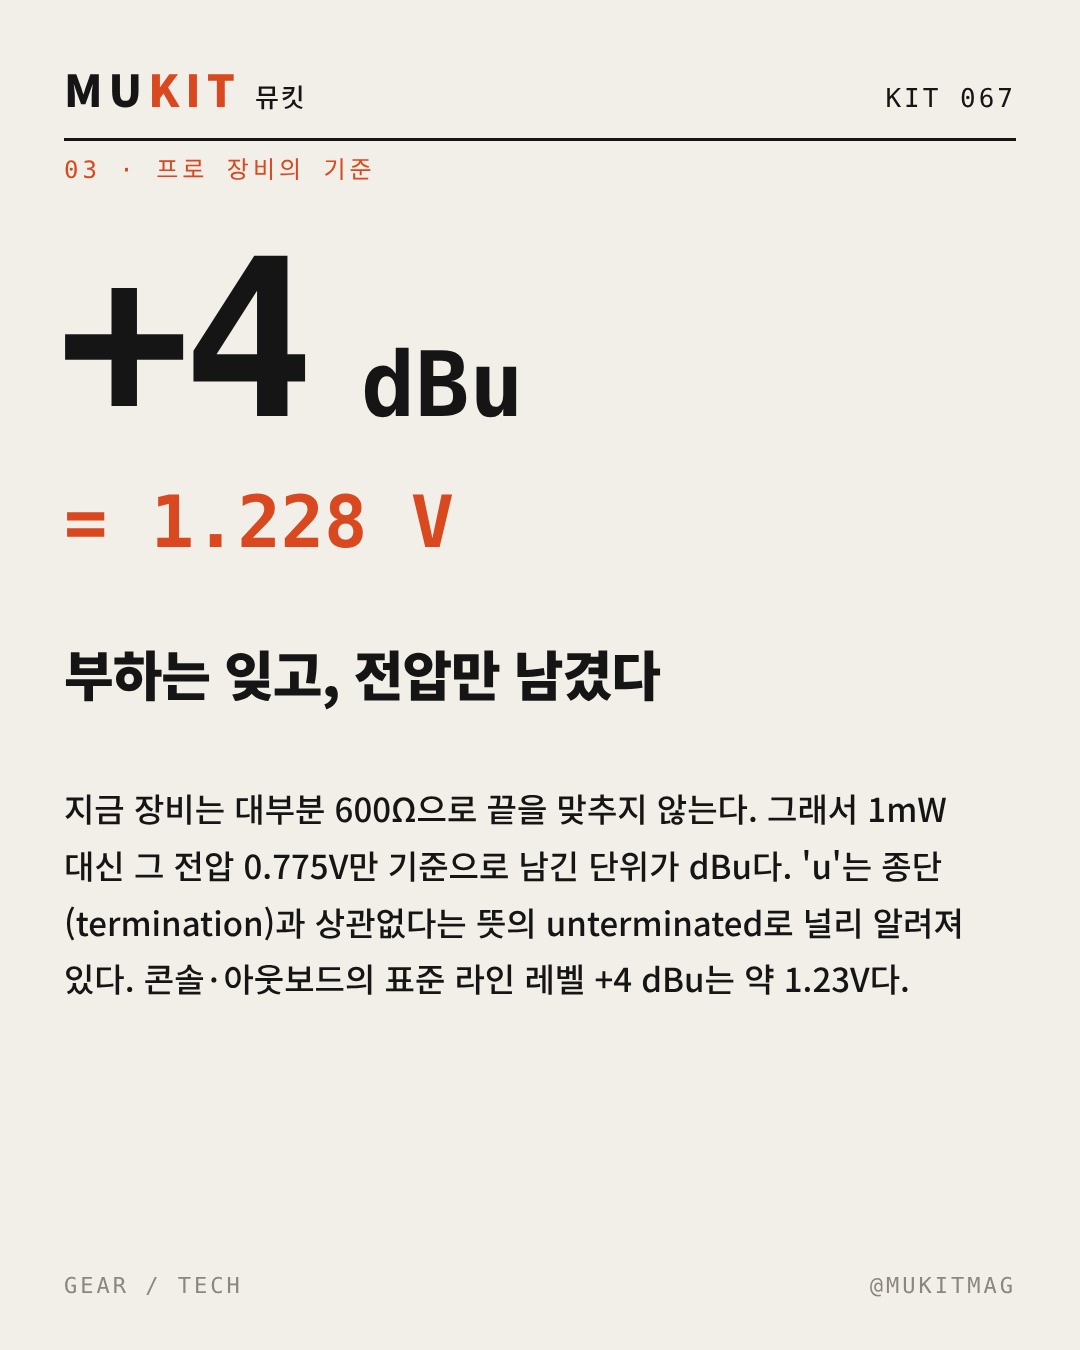 MUKIT 뮤킷
KIT 067
03 · 프로 장비의 기준
+4 dBu
= 1.228 V
부하는 잊고, 전압만 남겼다
지금 장비는 대부분 600Ω으로 끝을 맞추지 않는다. 그래서 1mW
대신 그 전압 0.775V만 기준으로 남긴 단위가 dBu다. 'u'는 종단
(termination)과 상관없다는 뜻의 unterminated로 널리 알려져
있다. 콘솔·아웃보드의 표준 라인 레벨 +4 dBu는 약 1.23V다.
GEAR / TECH
@MUKITMAG